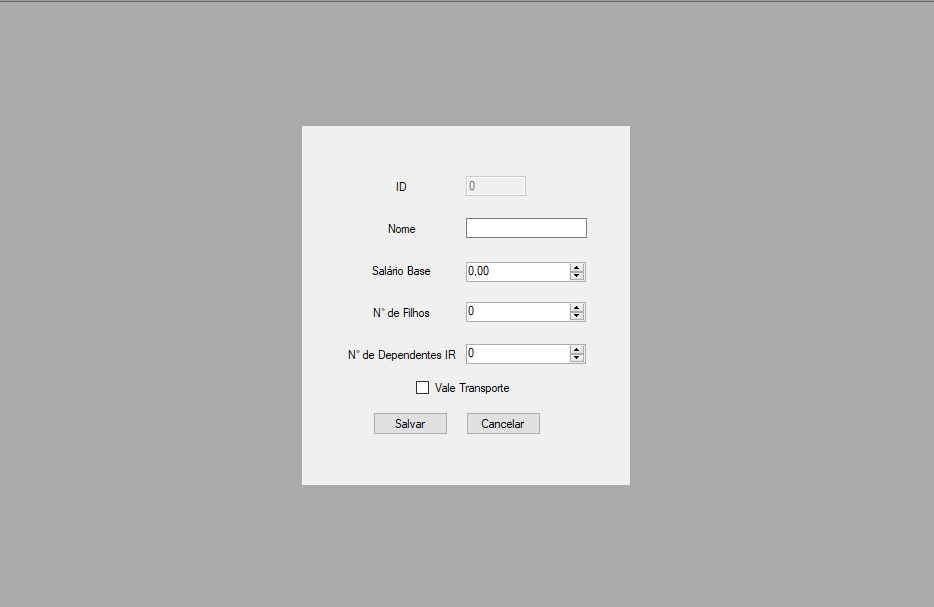 ID 0
Nome
Salário Base 0,00
N° de Filhos 0
N° de Dependentes IR 0
Vale Transporte
Salvar Cancelar